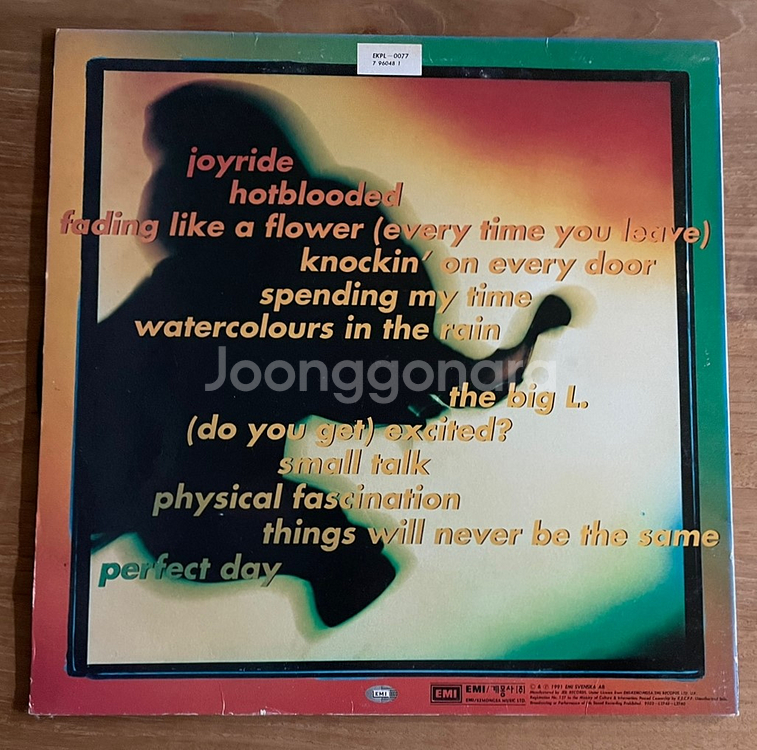 EKPL-0077
7 96048 1
joyride
hotblooded
fading like a flower (every time you leave)
knockin' on every door
spending my time
watercolours in the rain
Joonggonara
the big L.
(do you get) excited?
small talk
physical fascination
things will never be the same
perfect day
EMI
EMI
EMI/계몽사(주)
EMI/KEMONGSA MUSIC LTD.
1991 EMI SVENSKA AB